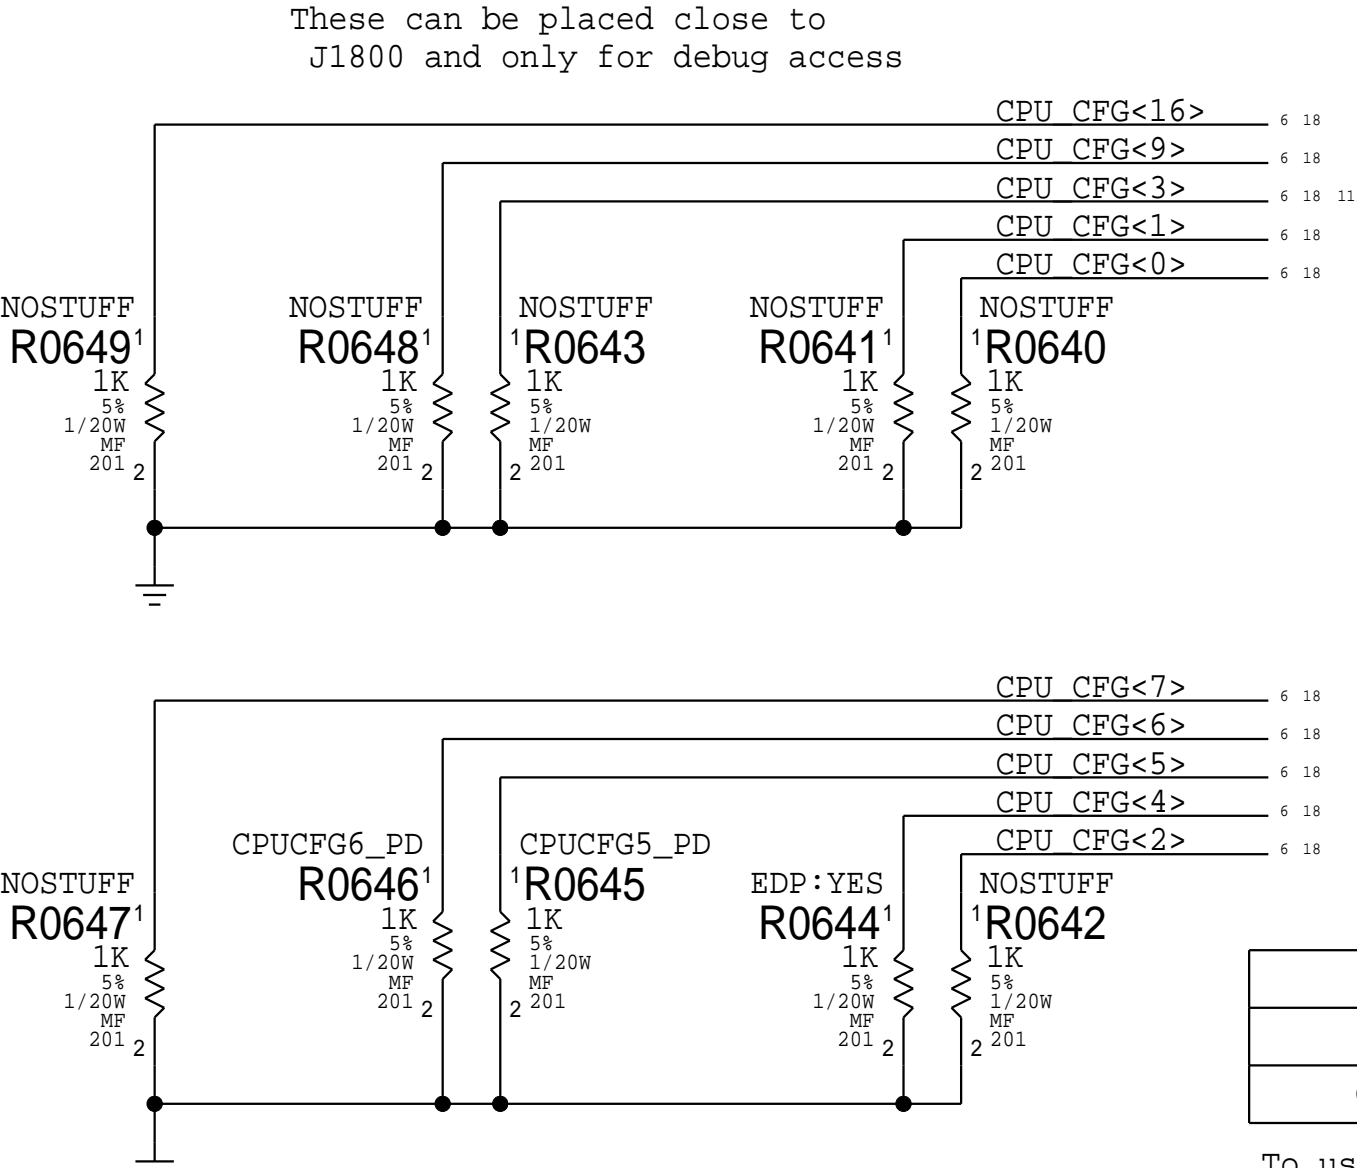 These can be placed close to
J1800 and only for debug access
CPU_CFG<16> 6 18
CPU_CFG<9> 6 18
CPU_CFG<3> 6 18 11
CPU_CFG<1> 6 18
CPU_CFG<0> 6 18
NOSTUFF NOSTUFF NOSTUFF NOSTUFF NOSTUFF
R0649 1 R0648 1 1 R0643 R0641 1 1 R0640
1K 1K 1K 1K 1K
5% 5% 5% 5% 5%
1/20W 1/20W 1/20W 1/20W 1/20W
MF MF MF MF MF
201 2 201 2 2 201 201 2 2 201
CPU_CFG<7> 6 18
CPU_CFG<6> 6 18
CPU_CFG<5> 6 18
CPU_CFG<4> 6 18
CPU_CFG<2> 6 18
CPUCFG6_PD CPUCFG5_PD
R0646 1 1 R0645
1K 1K
5% 5%
1/20W 1/20W
MF MF
201 2 2 201
NOSTUFF EDP:YES NOSTUFF
R0647 1 R0644 1 1 R0642
1K 1K 1K
5% 5% 5%
1/20W 1/20W 1/20W
MF MF MF
201 2 201 2 2 201
To us